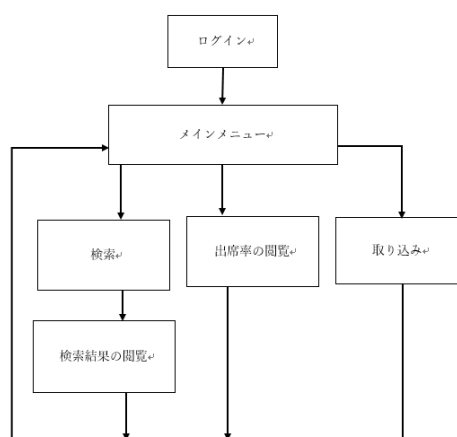 ログイン
メインメニュー
検索
出席率の閲覧
取り込み
検索結果の閲覧